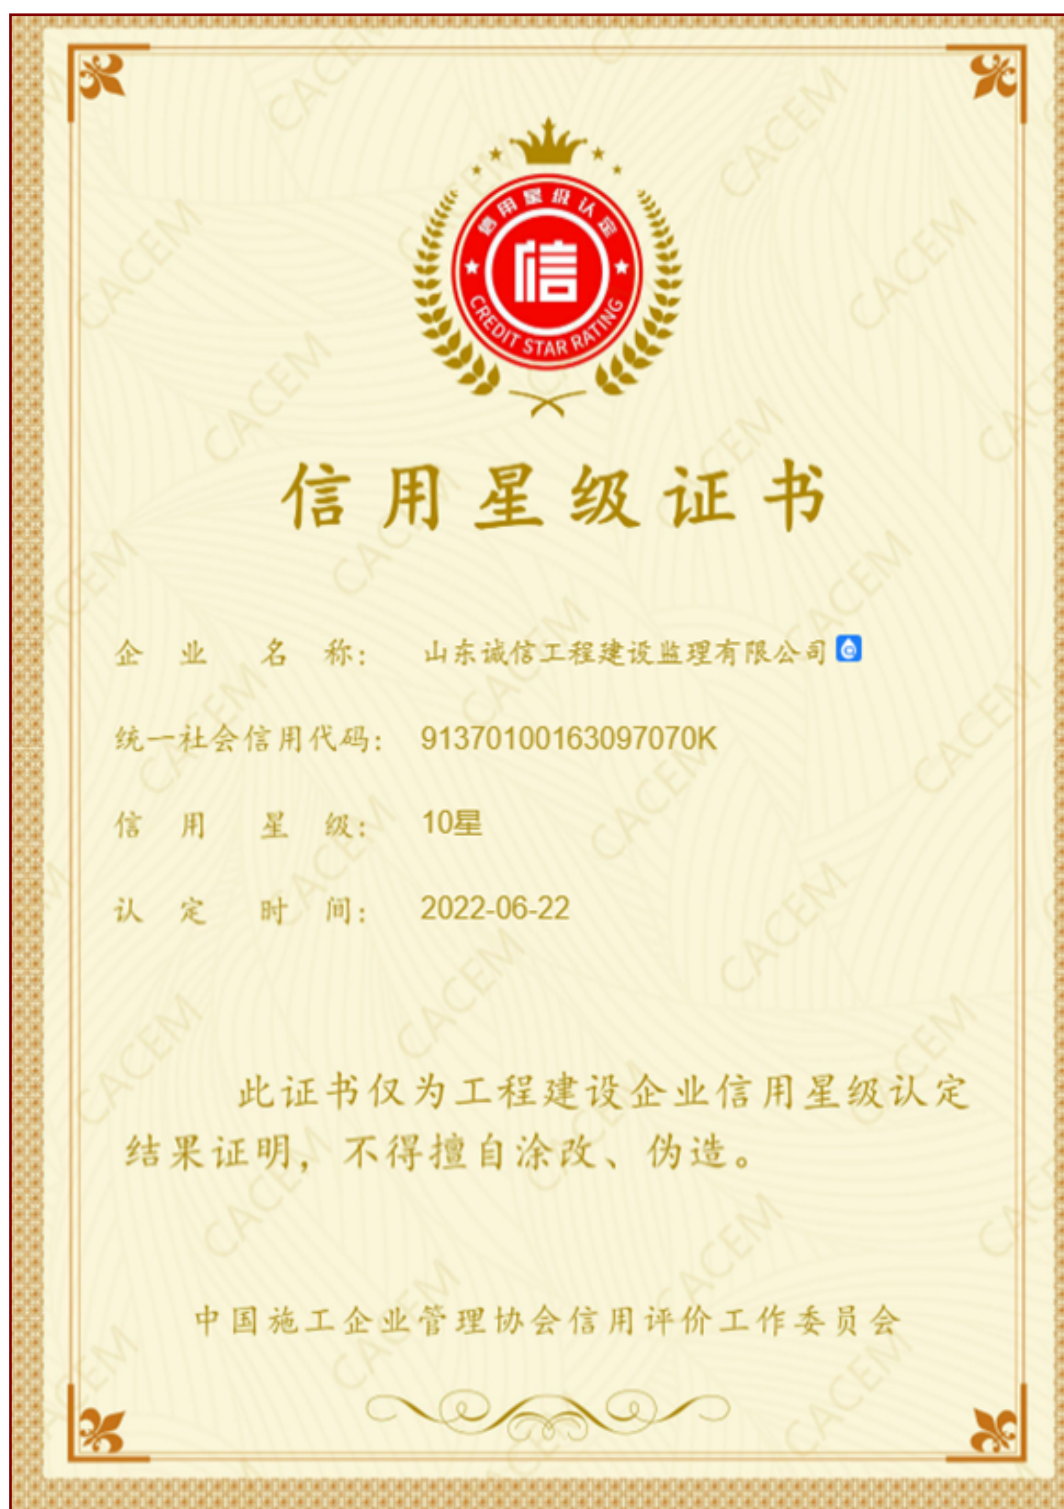 信用星级认定
信
CREDIT STAR RATING
信用星级证书
企业名称： 山东诚信工程建设监理有限公司
统一社会信用代码： 91370100163097070K
信用星级： 10星
认定时间： 2022-06-22
此证书仅为工程建设企业信用星级认定
结果证明，不得擅自涂改、伪造。
中国施工企业管理协会信用评价工作委员会
CACEM